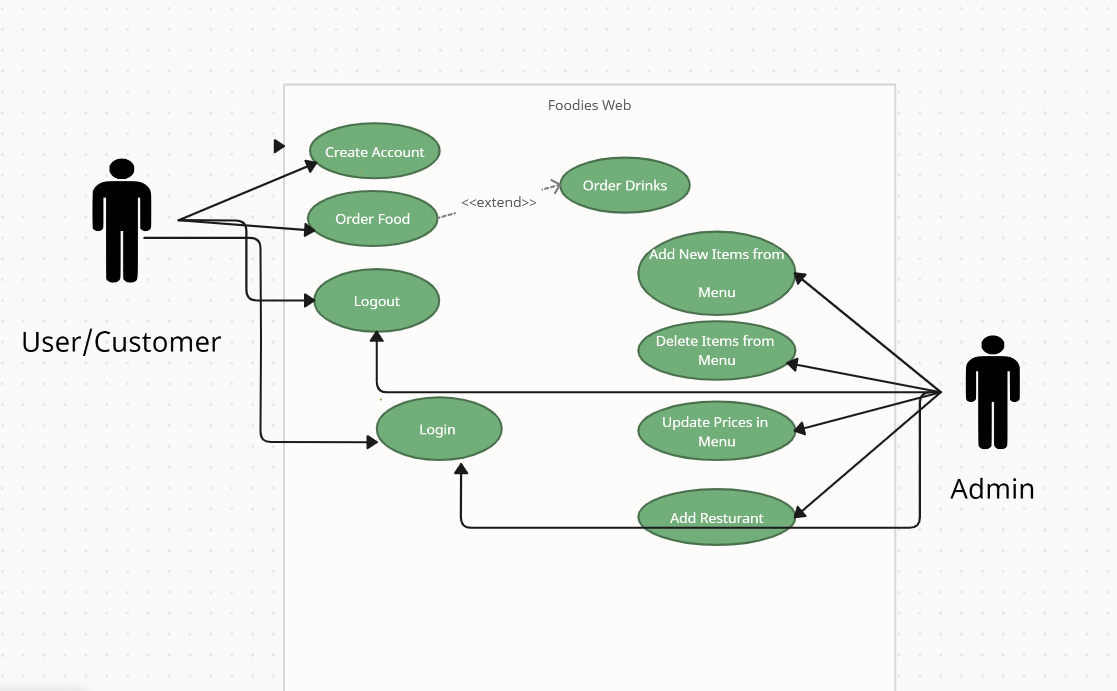 Foodies Web
Create Account
Order Food
<<extend>>
Order Drinks
Logout
Login
Add New Items from
Menu
Delete Items from
Menu
Update Prices in
Menu
Add Resturant
User/Customer
Admin